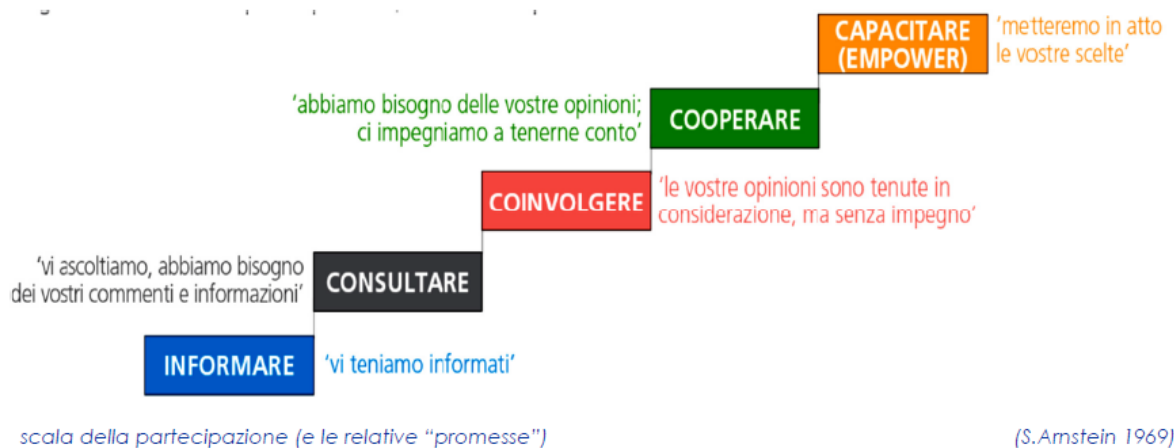 CAPACITARE
(EMPOWER)
'metteremo in atto
le vostre scelte'
'abbiamo bisogno delle vostre opinioni;
ci impegniamo a tenerne conto'
COOPERARE
COINVOLGERE
'le vostre opinioni sono tenute in
considerazione, ma senza impegno'
'vi ascoltiamo, abbiamo bisogno
dei vostri commenti e informazioni'
CONSULTARE
INFORMARE
'vi teniamo informati'
scala della partecipazione (e le relative “promesse”)
(S.Arnstein 1969)